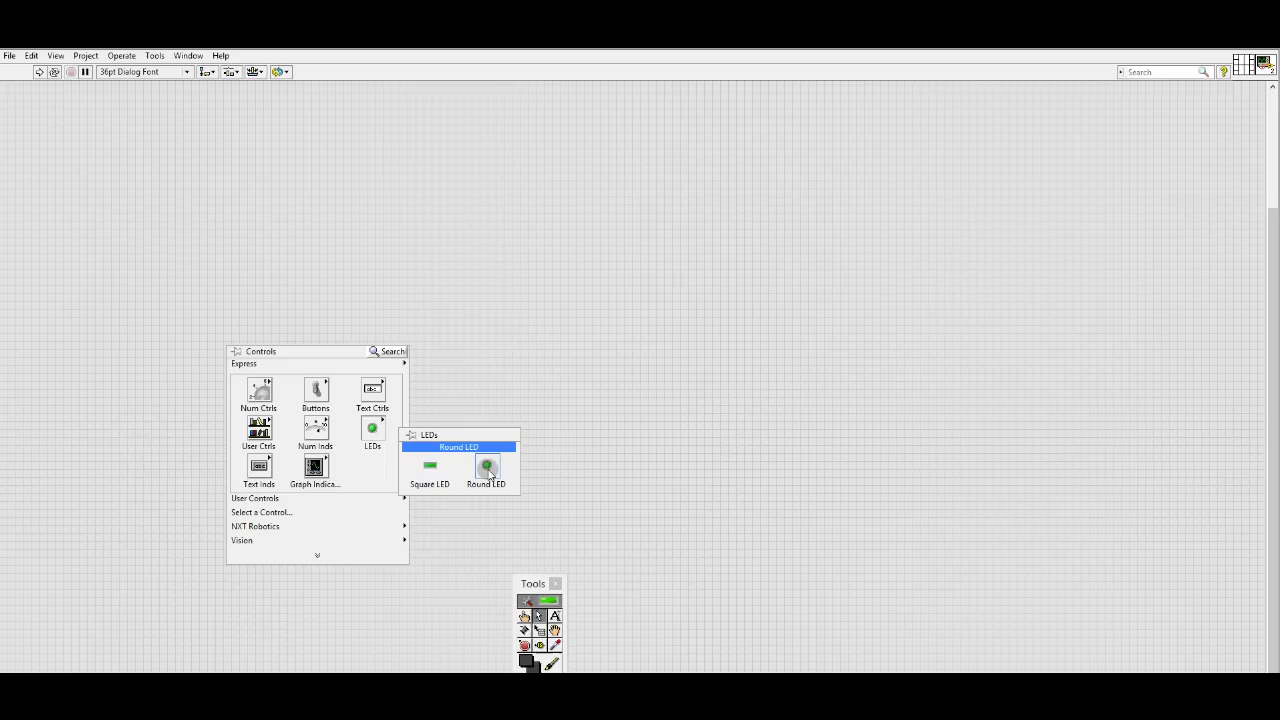 File Edit View Project Operate Tools Window Help
36pt Dialog Font
Search
?
2
Controls
Search
Express
Num Ctrls Buttons Text Ctrls
User Ctrls Num Inds LEDs
Text Inds Graph Indica...
User Controls
Select a Control...
NXT Robotics
Vision
LEDs
Round LED
Square LED Round LED
Tools
A